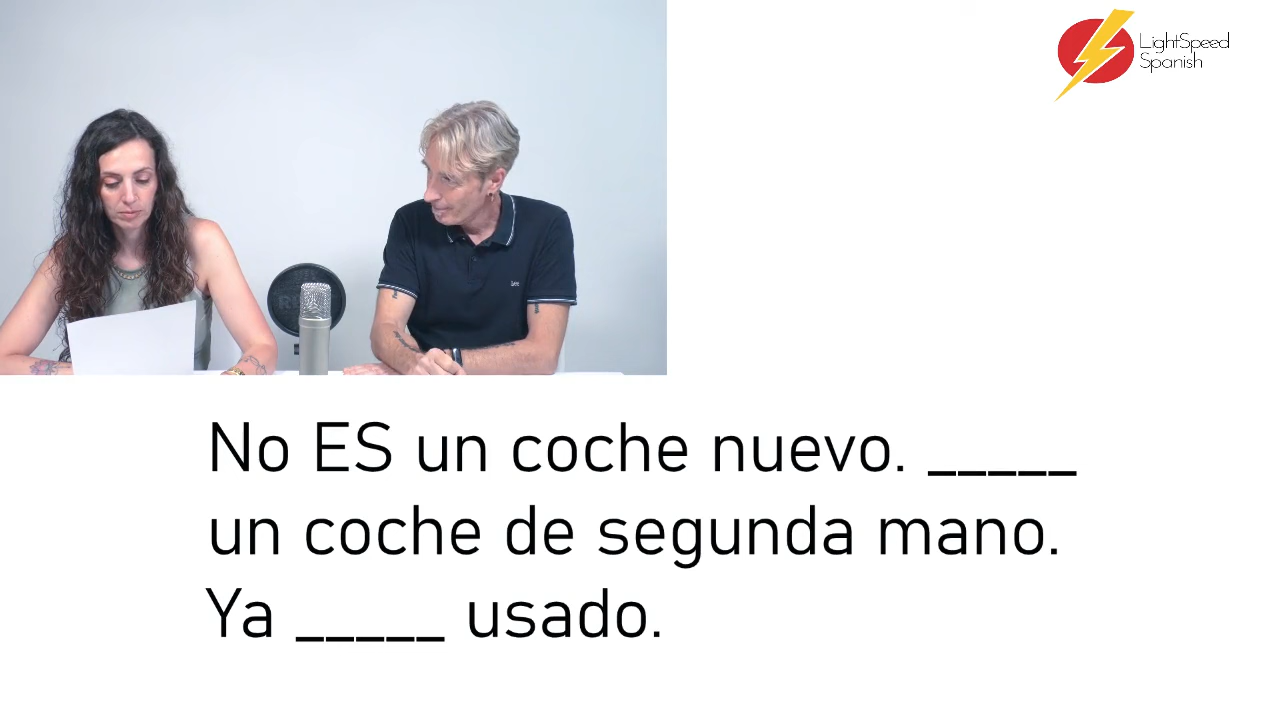 LightSpeed
Spanish
No ES un coche nuevo. _____
un coche de segunda mano.
Ya _____ usado.